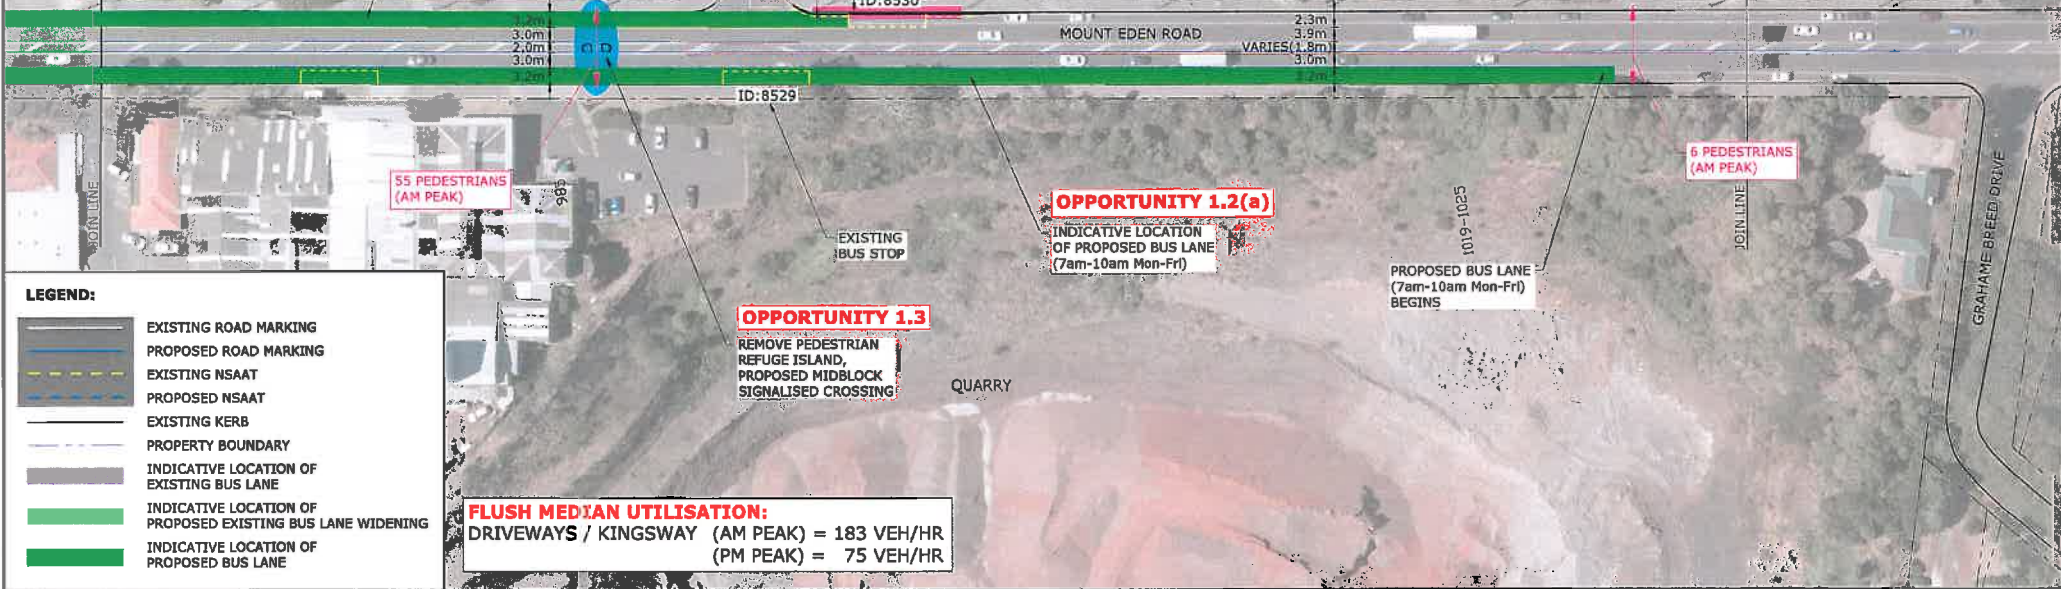 ID:8530
3.2m
3.0m
2.0m
3.0m
3.2m
2.3m
3.9m
VARIES(1.8m)
3.0m
3.2m
MOUNT EDEN ROAD
ID:8529
55 PEDESTRIANS
(AM PEAK)
985
JOIN LINE
EXISTING
BUS STOP
OPPORTUNITY 1.2(a)
INDICATIVE LOCATION
OF PROPOSED BUS LANE
(7am-10am Mon-Fri)
1019-1025
6 PEDESTRIANS
(AM PEAK)
JOIN LINE
GRAHAME BREED DRIVE
PROPOSED BUS LANE
(7am-10am Mon-Fri)
BEGINS
OPPORTUNITY 1.3
REMOVE PEDESTRIAN
REFUGE ISLAND,
PROPOSED MIDBLOCK
SIGNALISED CROSSING
QUARRY
LEGEND:
EXISTING ROAD MARKING
PROPOSED ROAD MARKING
EXISTING NSAAT
PROPOSED NSAAT
EXISTING KERB
PROPERTY BOUNDARY
INDICATIVE LOCATION OF
EXISTING BUS LANE
INDICATIVE LOCATION OF
PROPOSED EXISTING BUS LANE WIDENING
INDICATIVE LOCATION OF
PROPOSED BUS LANE
FLUSH MEDIAN UTILISATION:
DRIVEWAYS / KINGSWAY (AM PEAK) = 183 VEH/HR
(PM PEAK) = 75 VEH/HR